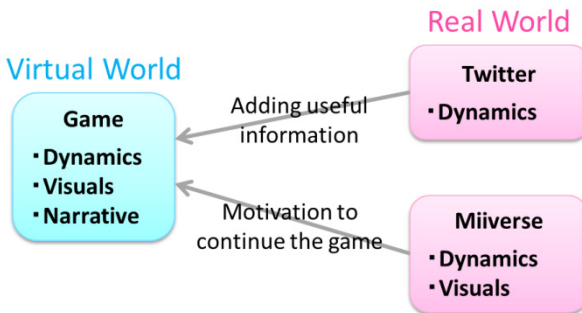 Real World
Virtual World
Twitter
・Dynamics
Game
・Dynamics
・Visuals
・Narrative
Adding useful
information
Motivation to
continue the game
Miiverse
・Dynamics
・Visuals